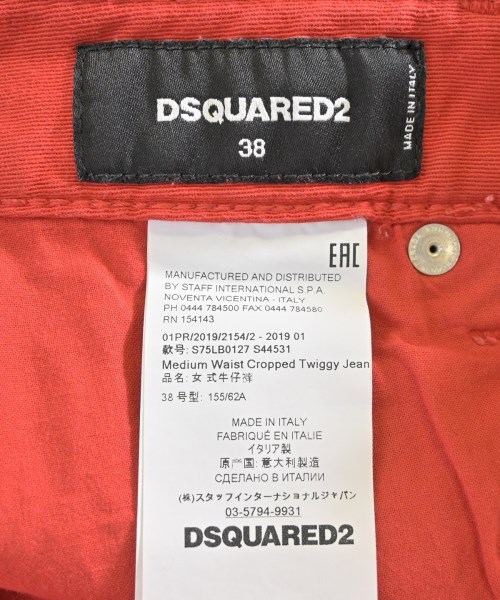 DSQUARED2
38
MADE IN ITALY
EAC
MANUFACTURED AND DISTRIBUTED
BY STAFF INTERNATIONAL S.P.A.
NOVENTA VICENTINA - ITALY
PH 0444 784500 FAX 0444 784580
RN 154143
01PR/2019/2154/2 - 2019 01
款号: S75LB0127 S44531
Medium Waist Cropped Twiggy Jean
品名: 女 式牛仔裤
38 号型: 155/62A
MADE IN ITALY
FABRIQUÉ EN ITALIE
イタリア製
原产国: 意大利製造
СДЕЛАНО В ИТАЛИИ
(株)スタッフインターナショナルジャパン
03-5794-9931
DSQUARED2